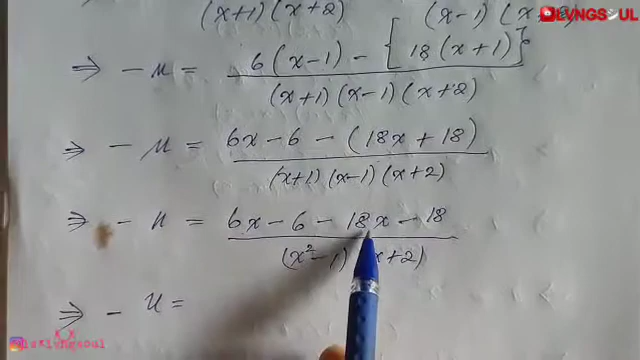 (x+1)(x+2) (x-1)(x
LVNGSOUL
⇒ -u = 6(x-1) - [18(x+1)]
(x+1)(x-1)(x+2)
⇒ -u = 6x-6 - (18x+18)
(x+1)(x-1)(x+2)
⇒ -u = 6x-6-18x-18
(x²-1) x+2)
⇒ -u =